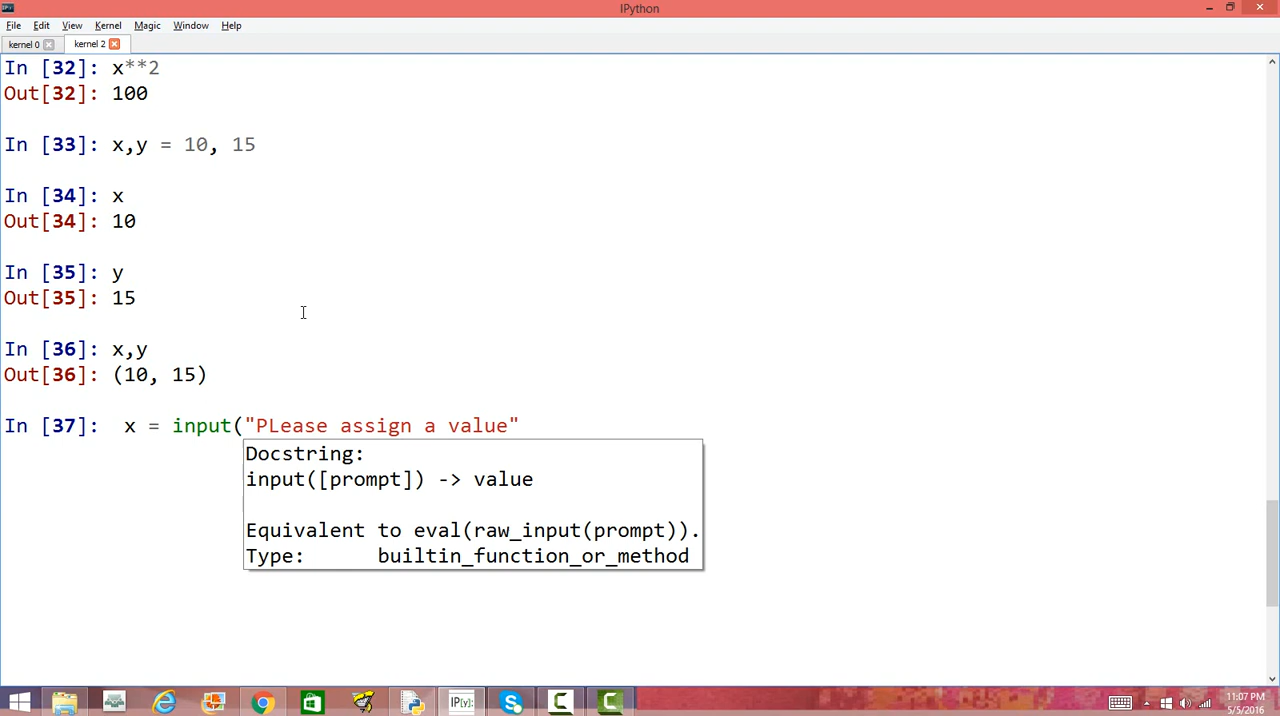 IPython
File Edit View Kernel Magic Window Help
kernel 0 kernel 2
In [32]: x**2
Out[32]: 100
In [33]: x,y = 10, 15
In [34]: x
Out[34]: 10
In [35]: y
Out[35]: 15
In [36]: x,y
Out[36]: (10, 15)
In [37]:  x = input("PLease assign a value"
Docstring:
input([prompt]) -> value
Equivalent to eval(raw_input(prompt)).
Type:      builtin_function_or_method
IP[y]:
11:07 PM
5/5/2016